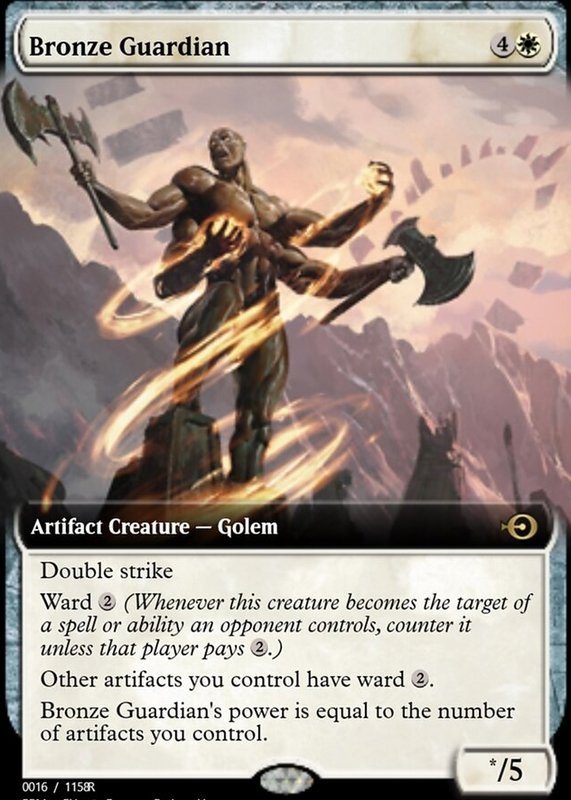 Bronze Guardian 4
Artifact Creature — Golem
Double strike
Ward 2 (Whenever this creature becomes the target of
a spell or ability an opponent controls, counter it
unless that player pays 2.)
Other artifacts you control have ward 2.
Bronze Guardian's power is equal to the number
of artifacts you control.
*/5
0016 / 1158R